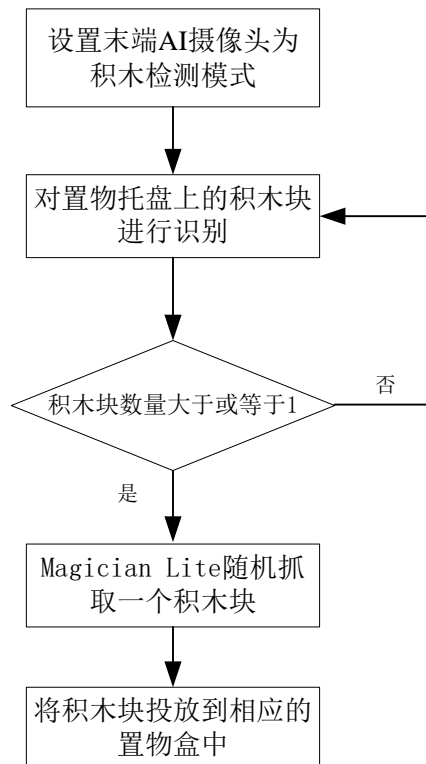 设置末端AI摄像头为
积木检测模式
对置物托盘上的积木块
进行识别
积木块数量大于或等于1
否
是
Magician Lite随机抓
取一个积木块
将积木块投放到相应的
置物盒中